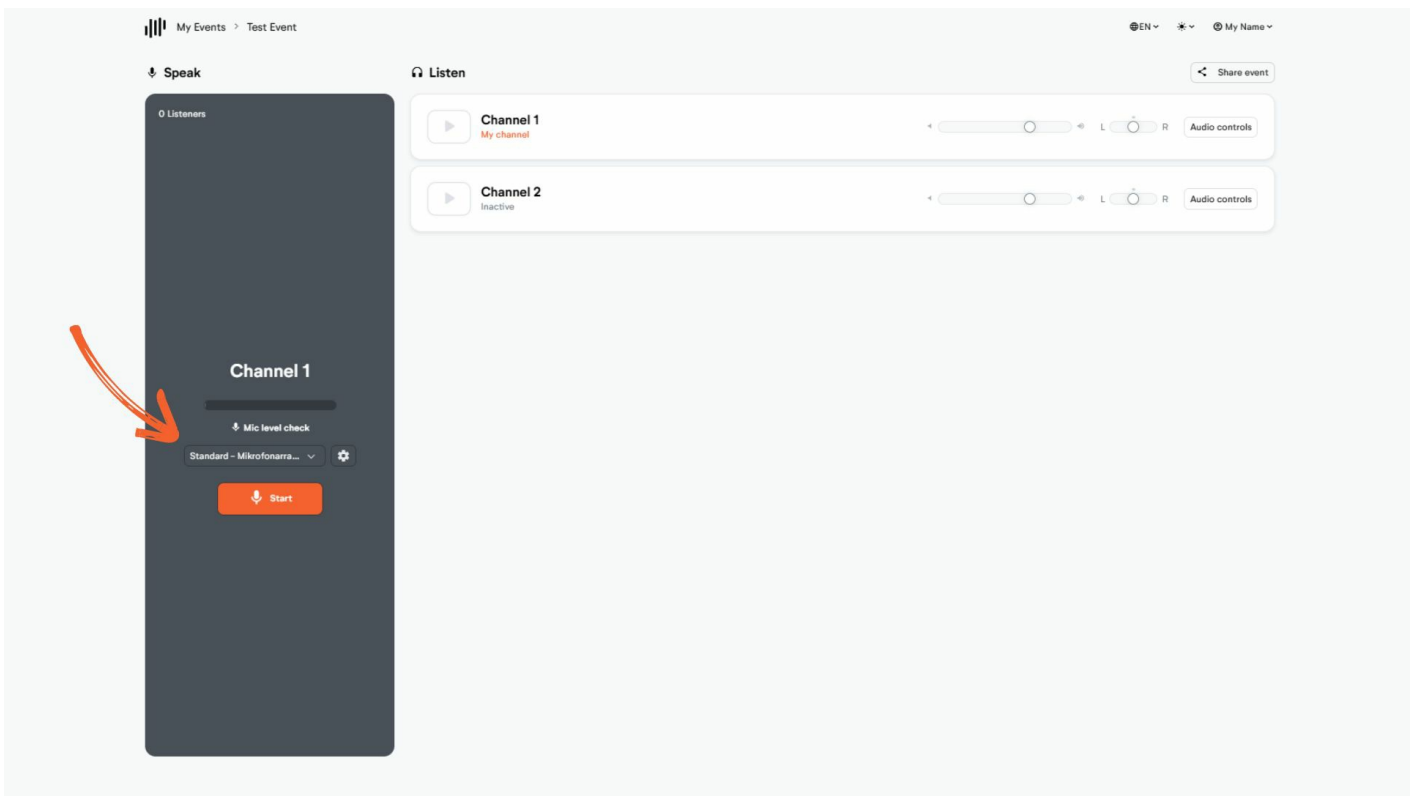 My Events > Test Event
EN
My Name
Speak
Listen
Share event
0 Listeners
Channel 1
Mic level check
Standard – Mikrofonarra...
Start
Channel 1
My channel
L
R
Audio controls
Channel 2
Inactive
L
R
Audio controls